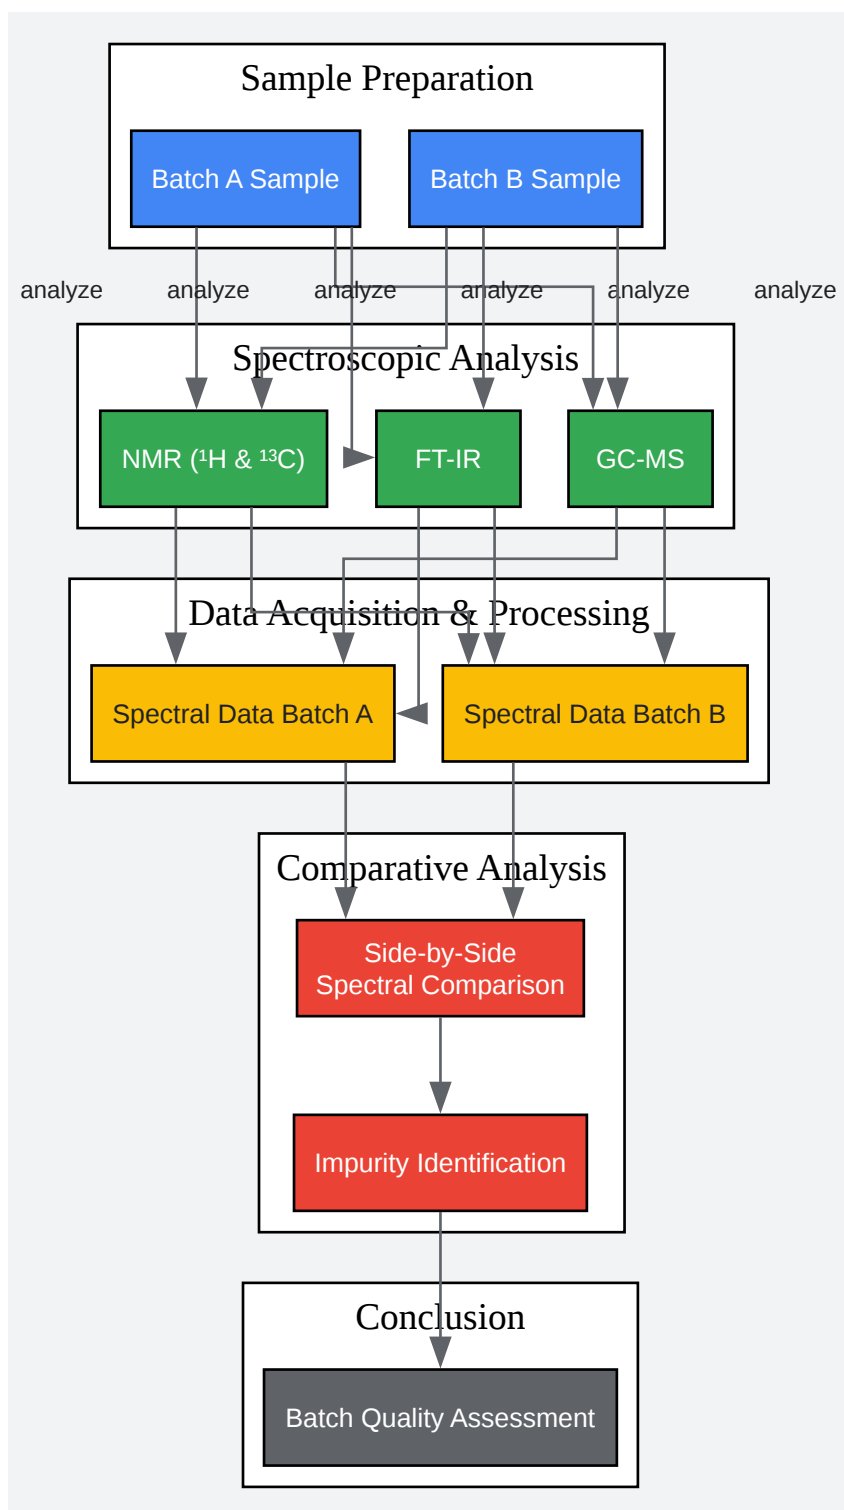 Sample Preparation
Batch A Sample
Batch B Sample
analyze
analyze
analyze
analyze
analyze
analyze
Spectroscopic Analysis
NMR (¹H & ¹³C)
FT-IR
GC-MS
Data Acquisition & Processing
Spectral Data Batch A
Spectral Data Batch B
Comparative Analysis
Side-by-Side
Spectral Comparison
Impurity Identification
Conclusion
Batch Quality Assessment